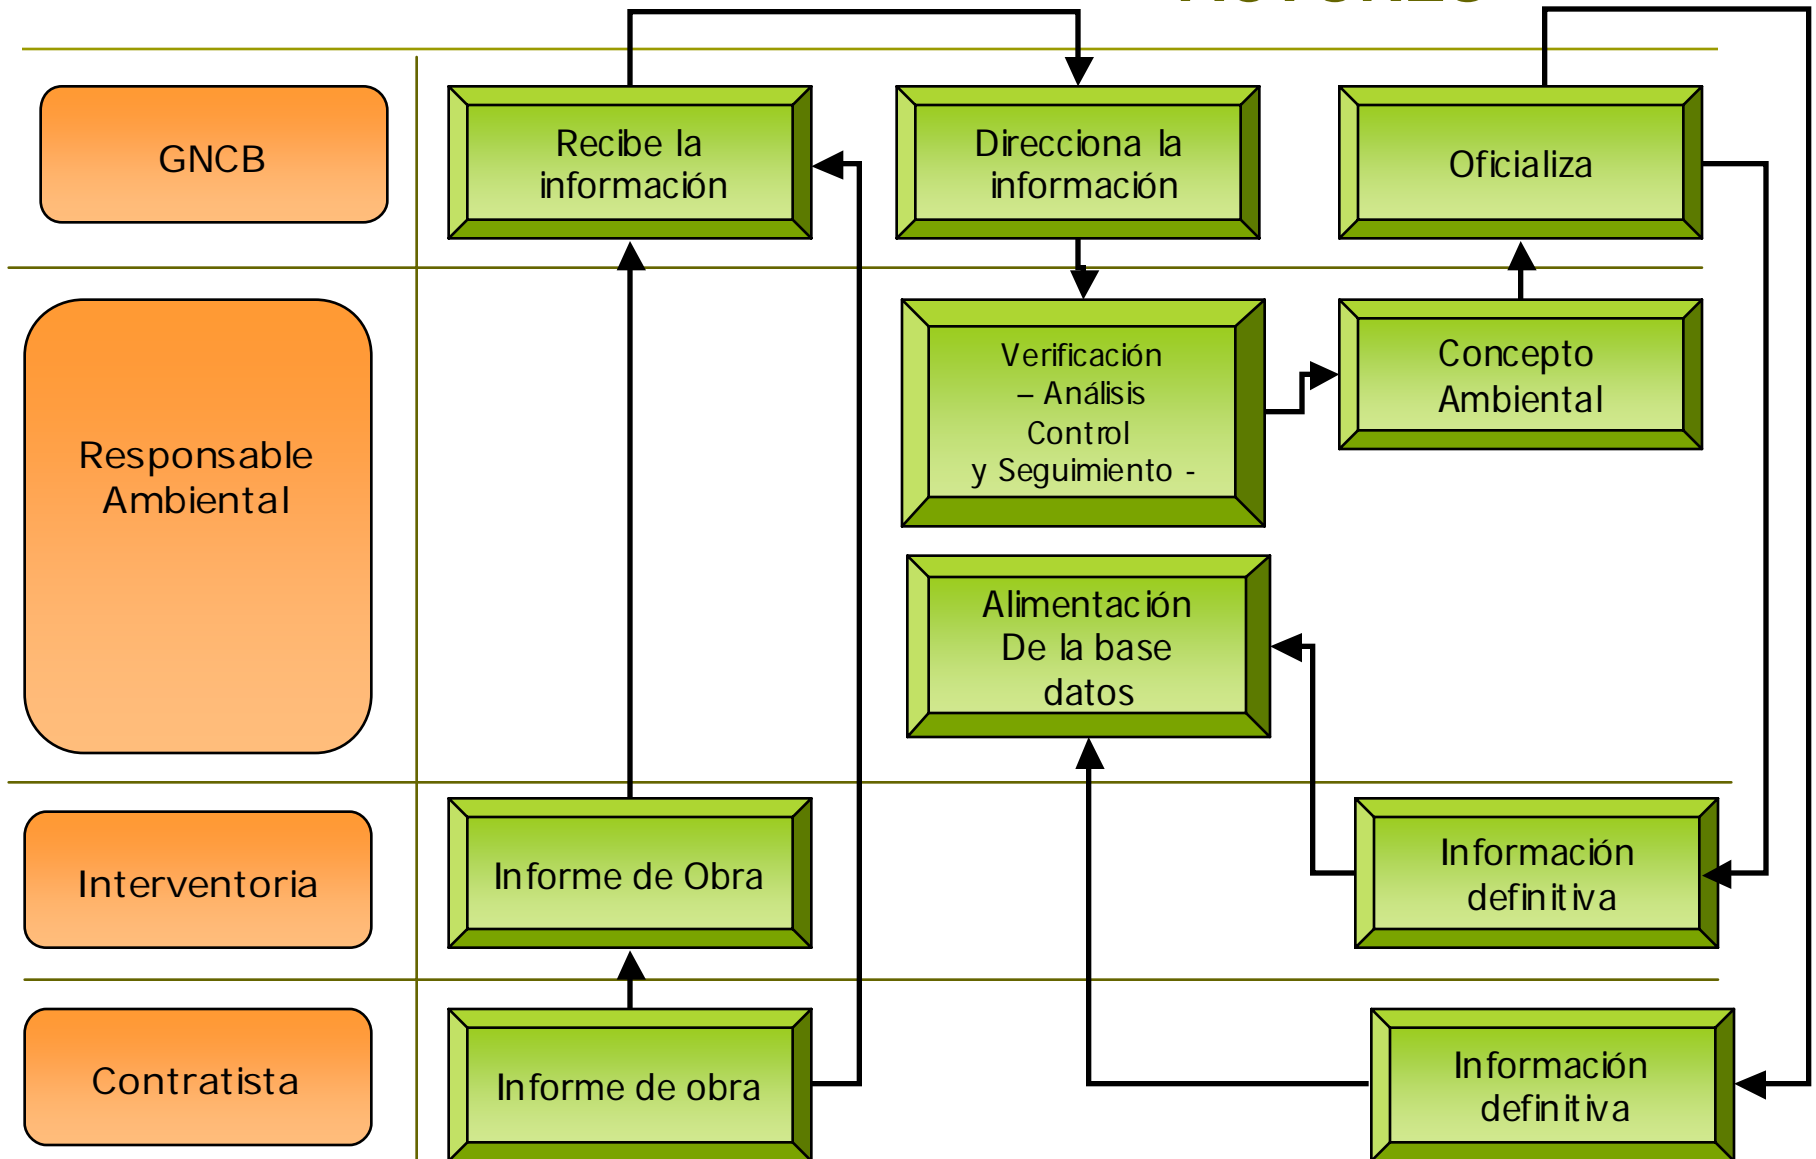 GNCB
Recibe la
información
Direcciona la
información
Oficializa
Responsable
Ambiental
Verificación
– Análisis
Control
y Seguimiento -
Concepto
Ambiental
Alimentación
De la base
datos
Interventoria
Informe de Obra
Información
definitiva
Contratista
Informe de obra
Información
definitiva